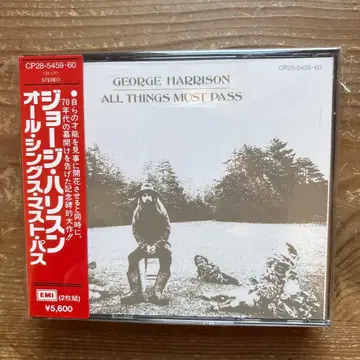 CP28-5459・60
〈ロック〉
STEREO
●自らの才能を見事に開花させると同時に、
70年代の幕開けを告げた記念碑的大作!!
ジョージ・ハリスン
オール・シングス・マスト・パス
EMI
(2枚組)
¥5,600
CP28-5459・60
GEORGE HARRISON
ALL THINGS MOST PASS